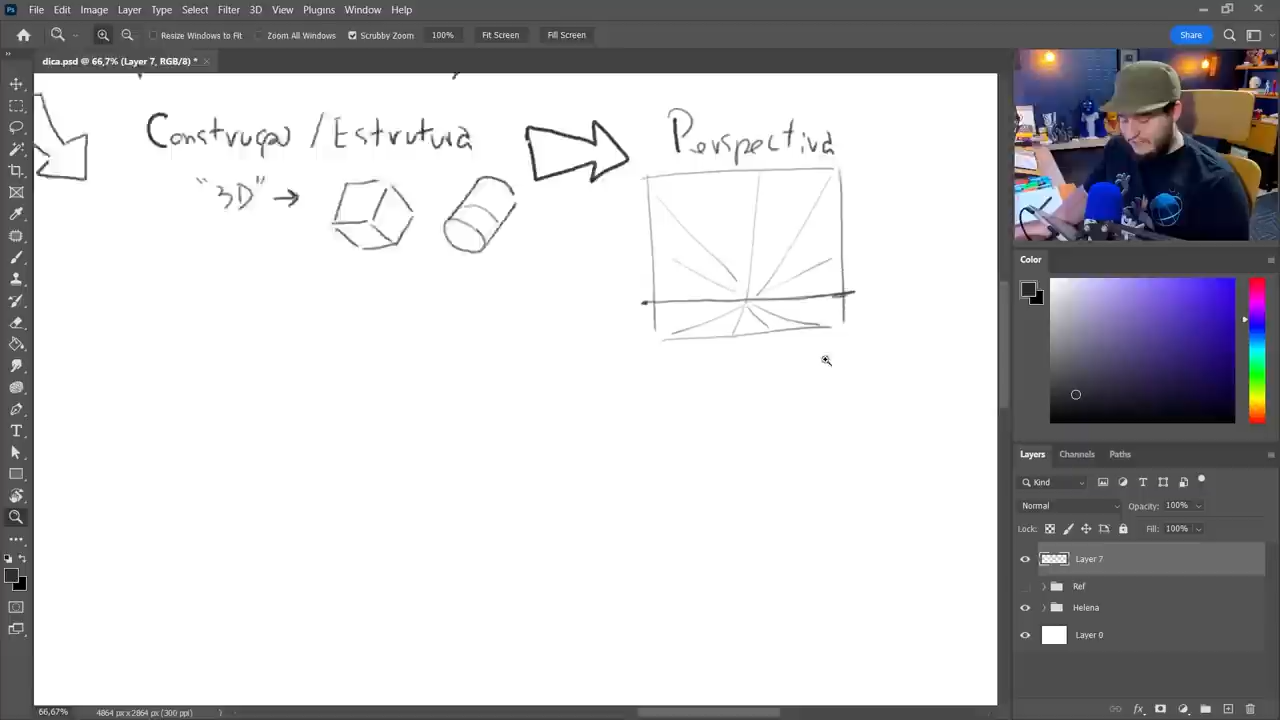 Ps File Edit Image Layer Type Select Filter 3D View Plugins Window Help
Resize Windows to Fit Zoom All Windows Scrubby Zoom 100% Fit Screen Fill Screen Share
dica.psd @ 66,7% (Layer 7, RGB/8) *
Construção / Estrutura
Perspectiva
"3D"
Color
Layers Channels Paths
Kind
Normal Opacity: 100%
Lock: Fill: 100%
Layer 7
Ref
Helena
Layer 0
66,67% 4864 px x 2864 px (300 ppi)